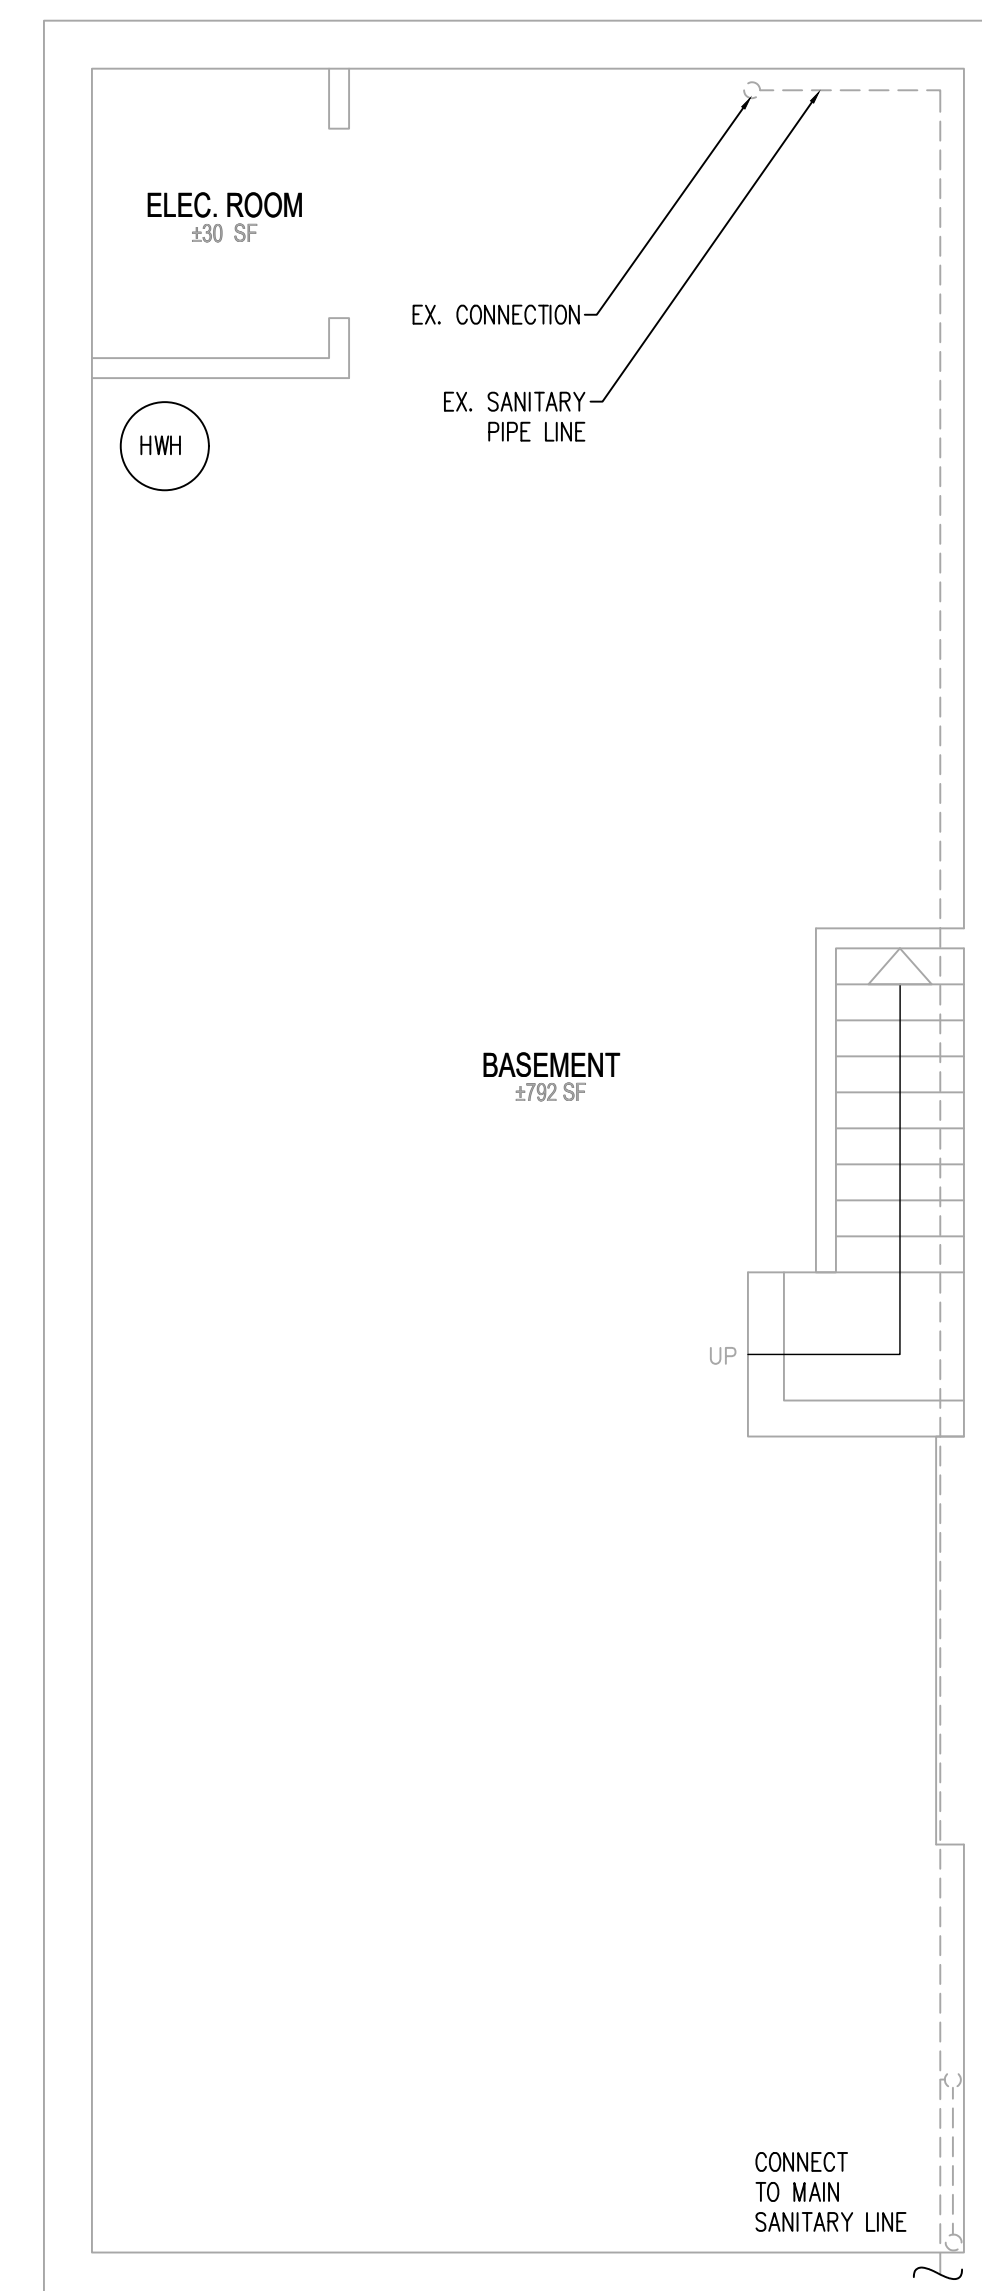 ELEC. ROOM
±30 SF
EX. CONNECTION
EX. SANITARY
PIPE LINE
HWH
BASEMENT
±792 SF
UP
CONNECT
TO MAIN
SANITARY LINE